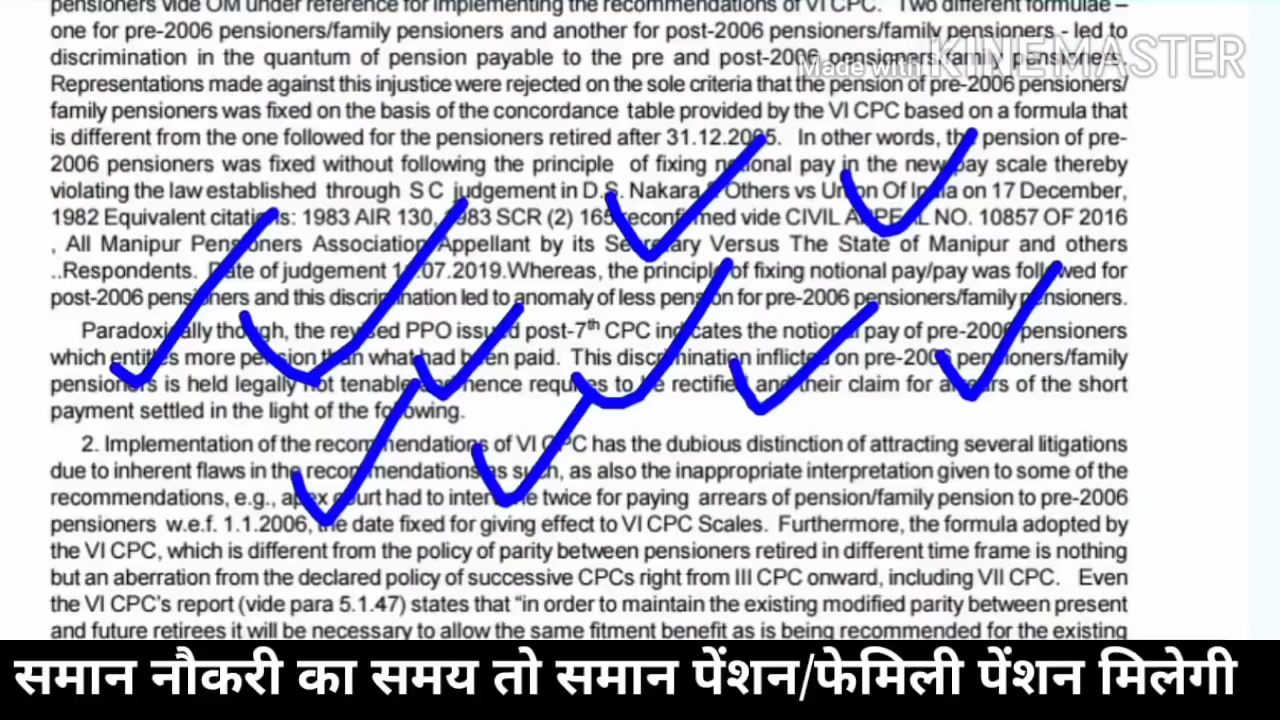 pensioners vide OM under reference for implementing the recommendations of VI CPC. Two different formulae –
one for pre-2006 pensioners/family pensioners and another for post-2006 pensioners/family pensioners - led to
discrimination in the quantum of pension payable to the pre and post-2006 pensioners/family pensioners.
Made with KINEMASTER
Representations made against this injustice were rejected on the sole criteria that the pension of pre-2006 pensioners/
family pensioners was fixed on the basis of the concordance table provided by the VI CPC based on a formula that
is different from the one followed for the pensioners retired after 31.12.2005. In other words, the pension of pre-
2006 pensioners was fixed without following the principle of fixing notional pay in the new pay scale thereby
violating the law established through S C judgement in D.S. Nakara & Others vs Union Of India on 17 December,
1982 Equivalent citations: 1983 AIR 130, 1983 SCR (2) 165 reconfirmed vide CIVIL APPEAL NO. 10857 OF 2016
, All Manipur Pensioners Association Appellant by its Secretary Versus The State of Manipur and others
..Respondents. Date of judgement 07.2019.Whereas, the principle of fixing notional pay/pay was followed for
post-2006 pensioners and this discrimination led to anomaly of less pension for pre-2006 pensioners/family pensioners.
Paradoxically though, the revised PPO issued post-7th CPC indicates the notional pay of pre-2006 pensioners
which entitles more pension than what had been paid. This discrimination inflicted on pre-2006 pensioners/family
pensioners is held legally not tenable and hence requires to be rectified and their claim for arrears of the short
payment settled in the light of the following.
2. Implementation of the recommendations of VI CPC has the dubious distinction of attracting several litigations
due to inherent flaws in the recommendations as such, as also the inappropriate interpretation given to some of the
recommendations, e.g., apex court had to intervene twice for paying arrears of pension/family pension to pre-2006
pensioners w.e.f. 1.1.2006, the date fixed for giving effect to VI CPC Scales. Furthermore, the formula adopted by
the VI CPC, which is different from the policy of parity between pensioners retired in different time frame is nothing
but an aberration from the declared policy of successive CPCs right from III CPC onward, including VII CPC. Even
the VI CPC's report (vide para 5.1.47) states that “in order to maintain the existing modified parity between present
and future retirees it will be necessary to allow the same fitment benefit as is being recommended for the existing
समान नौकरी का समय तो समान पेंशन/फेमिली पेंशन मिलेगी